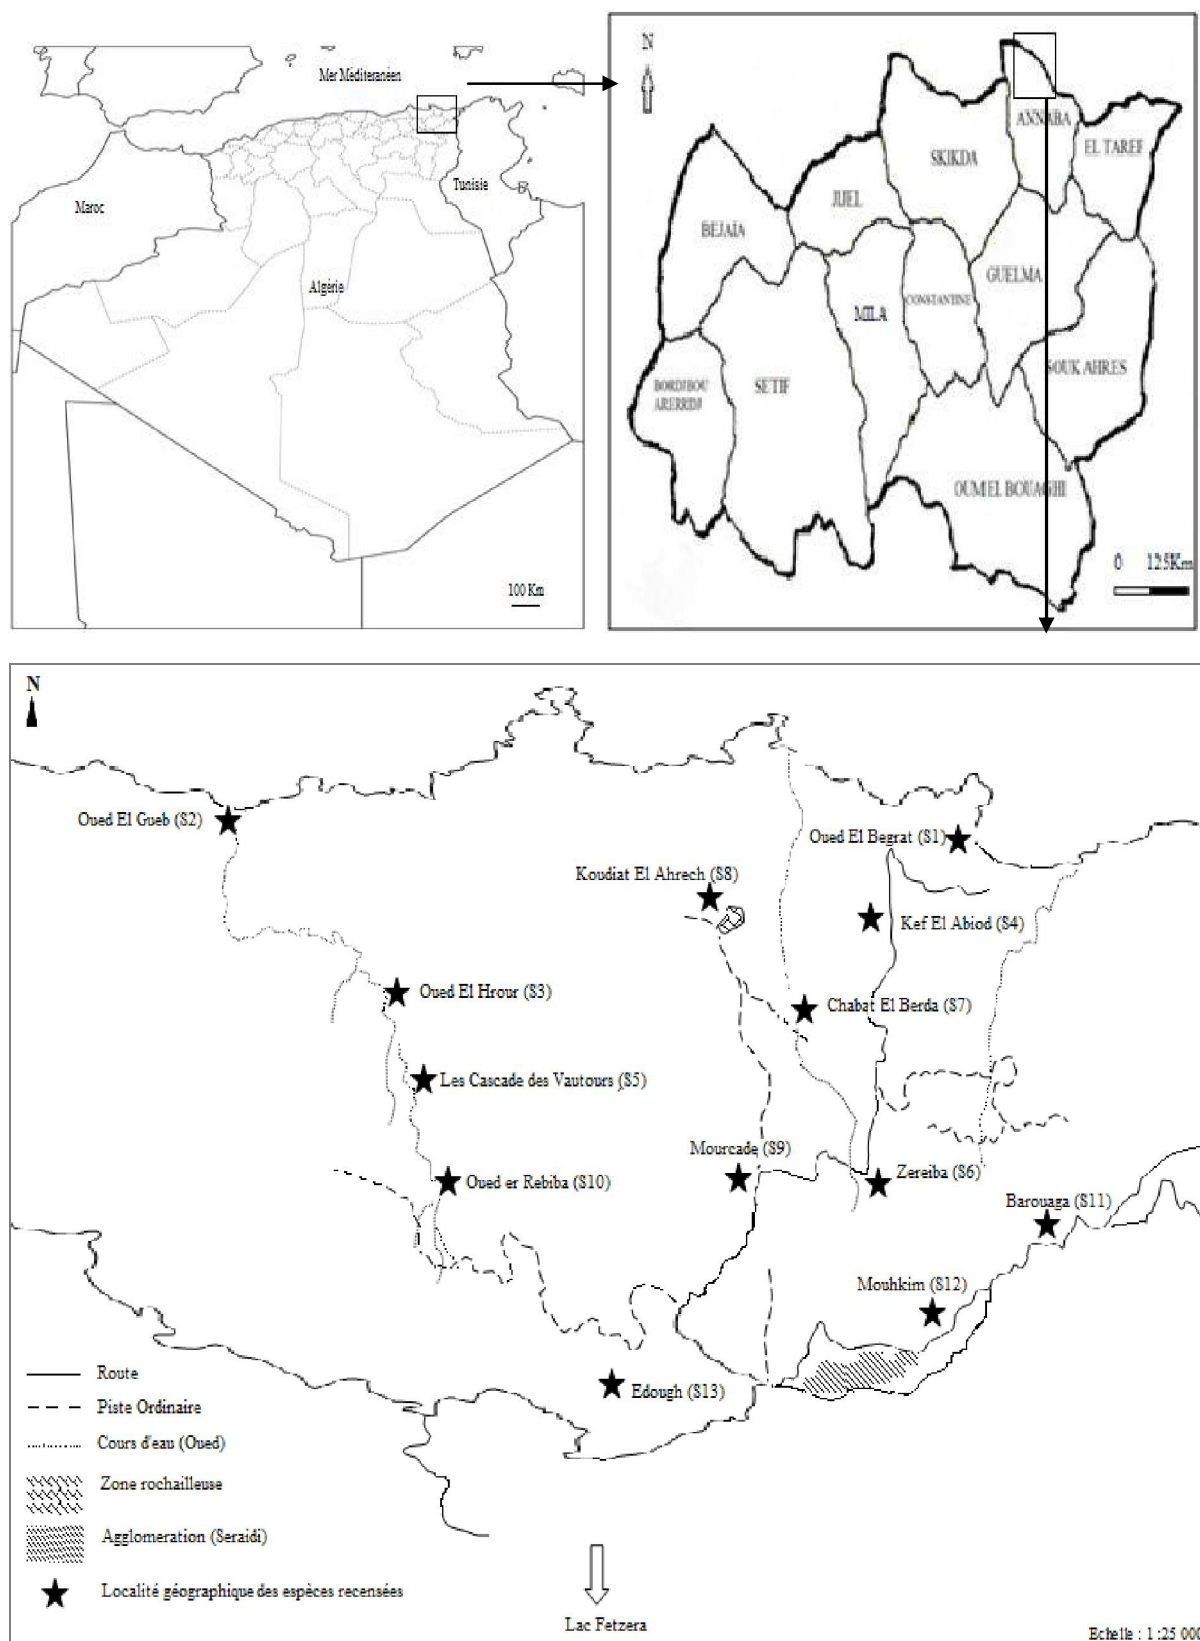 Mer Méditeranéen
Maroc
Tunisie
Algérie
100 Km
N
ANNABA
EL TAREF
SKIKDA
JIJEL
BEJAIA
GUELMA
CONSTANTINE
MILA
SETIF
SOUK AHRES
OUM EL BOUAGHI
0 125Km
N
Oued El Gueb (S2)
Oued El Begrat (S1)
Koudiat El Ahrech (S8)
Kef El Abiod (S4)
Oued El Hrour (S3)
Chabat El Berda (S7)
Les Cascade des Vautours (S5)
Mourcade (S9)
Zereiba (S6)
Oued er Rebiba (S10)
Barouaga (S11)
Mouhkim (S12)
Edough (S13)
Route
Piste Ordinaire
Cours d'eau (Oued)
Zone rochailleuse
Agglomeration (Seraidi)
Localité géographique des espèces recensées
Lac Fetzera
Echelle : 1 :25 000